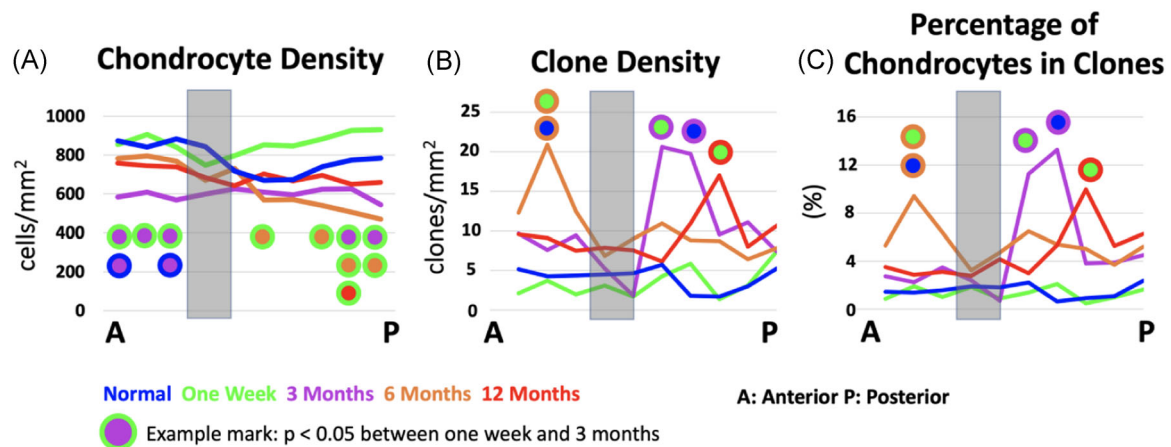 (A) Chondrocyte Density
cells/mm2
1000
800
600
400
200
0
A P
(B) Clone Density
clones/mm2
25
20
15
10
5
0
A P
(C) Percentage of
Chondrocytes in Clones
(%)
16
12
8
4
0
A P
Normal One Week 3 Months 6 Months 12 Months
A: Anterior P: Posterior
Example mark: p < 0.05 between one week and 3 months